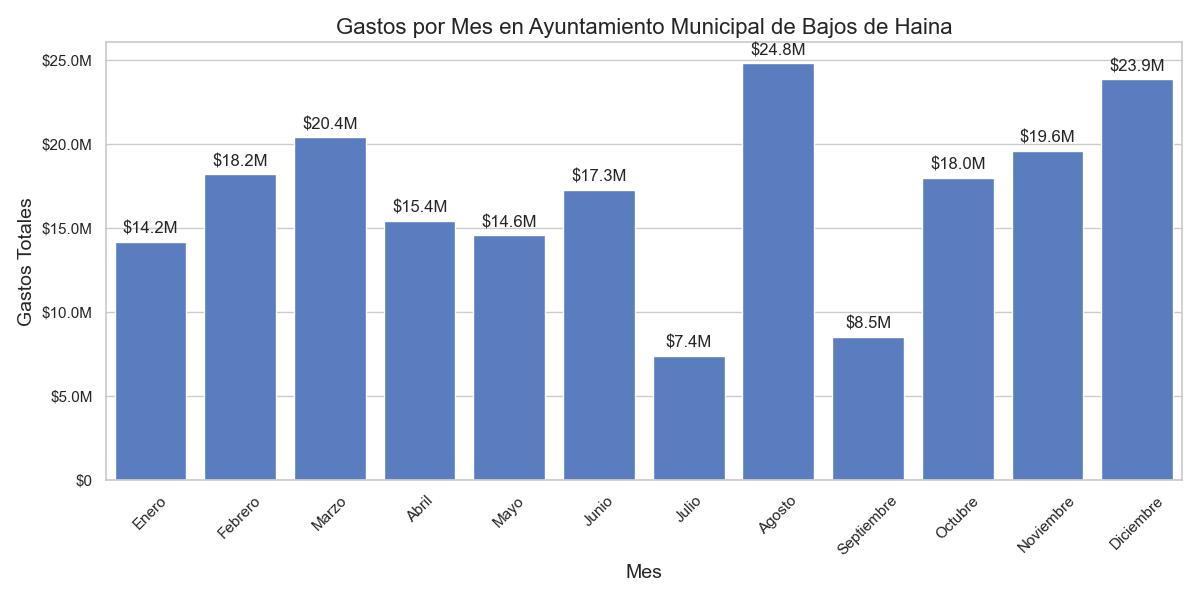 Gastos por Mes en Ayuntamiento Municipal de Bajos de Haina
Gastos Totales
$25.0M
$20.0M
$15.0M
$10.0M
$5.0M
$0
$14.2M
$18.2M
$20.4M
$15.4M
$14.6M
$17.3M
$7.4M
$24.8M
$8.5M
$18.0M
$19.6M
$23.9M
Enero
Febrero
Marzo
Abril
Mayo
Junio
Julio
Agosto
Septiembre
Octubre
Noviembre
Diciembre
Mes